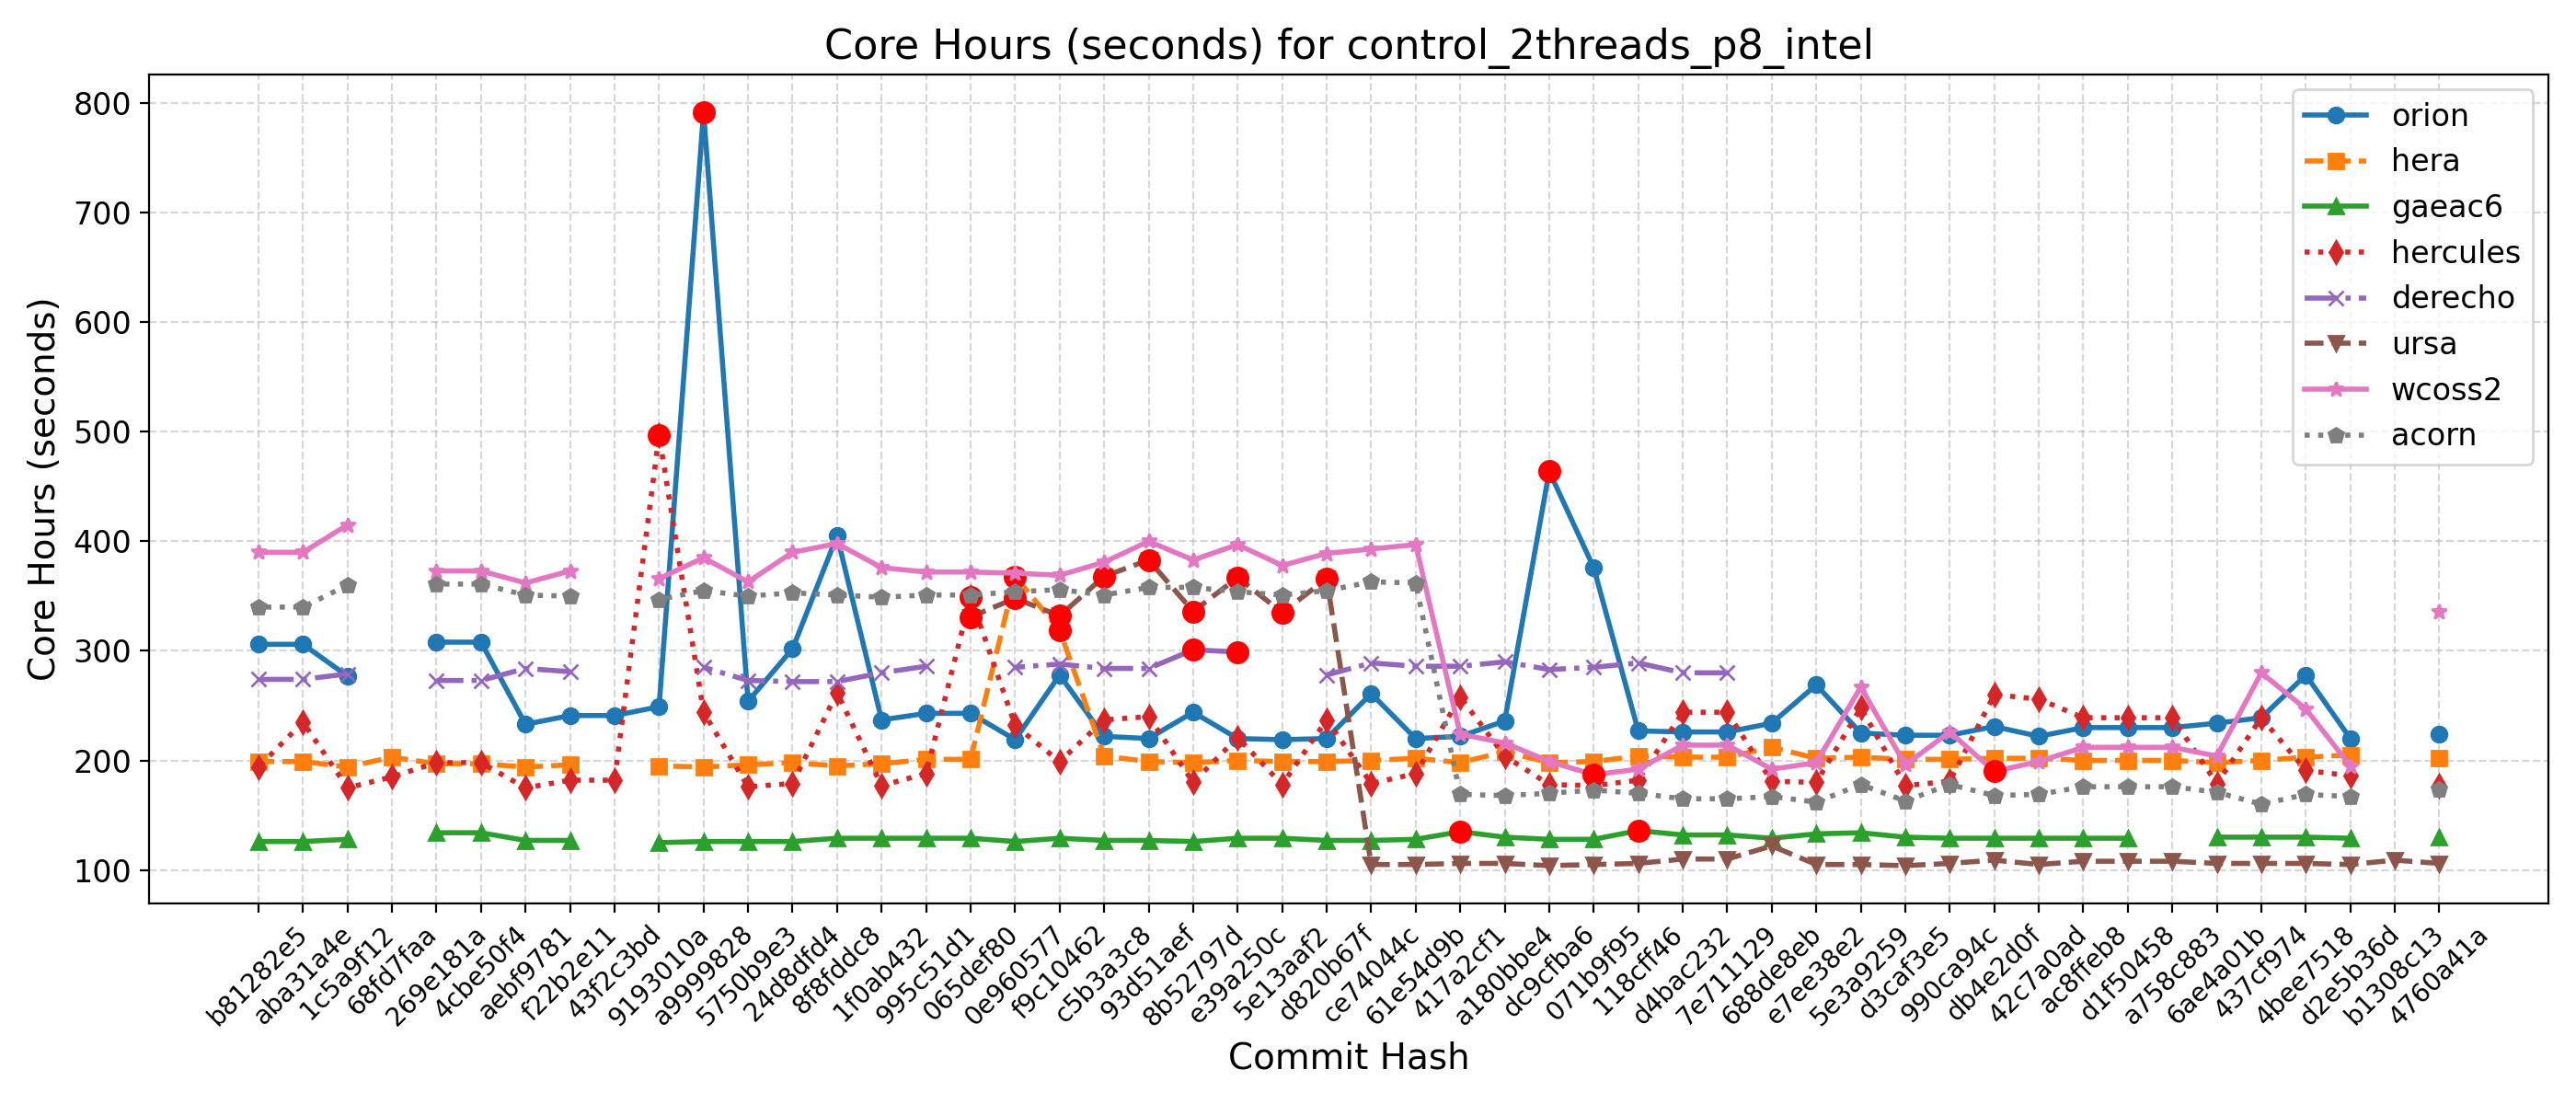 Core Hours (seconds) for control_2threads_p8_intel
Core Hours (seconds)
800
700
600
500
400
300
200
100
orion
hera
gaeac6
hercules
derecho
ursa
wcoss2
acorn
b81282e5
aba31a4e
1c5a9f12
68fd7faa
269e181a
4cbe50f4
aebf9781
f22b2e11
43f2c3bd
9193010a
a9999828
5750b9e3
24d8dfd4
8f8fddc8
1f0ab432
995c51d1
065def80
0e960577
f9c10462
c5b3a3c8
93d51aef
8b52797d
e39a250c
5e13aaf2
d820b67f
ce74044c
61e54d9b
417a2cf1
a180bbe4
dc9cfba6
071b9f95
118cff46
d4bac232
7e711129
688de8eb
e7ee38e2
5e3a9259
d3caf3e5
990ca94c
db4e2d0f
42c7a0ad
ac8ffeb8
d1f50458
a758c883
6ae4a01b
437cf974
4bee7518
d2e5b36d
b1308c13
4760a41a
Commit Hash